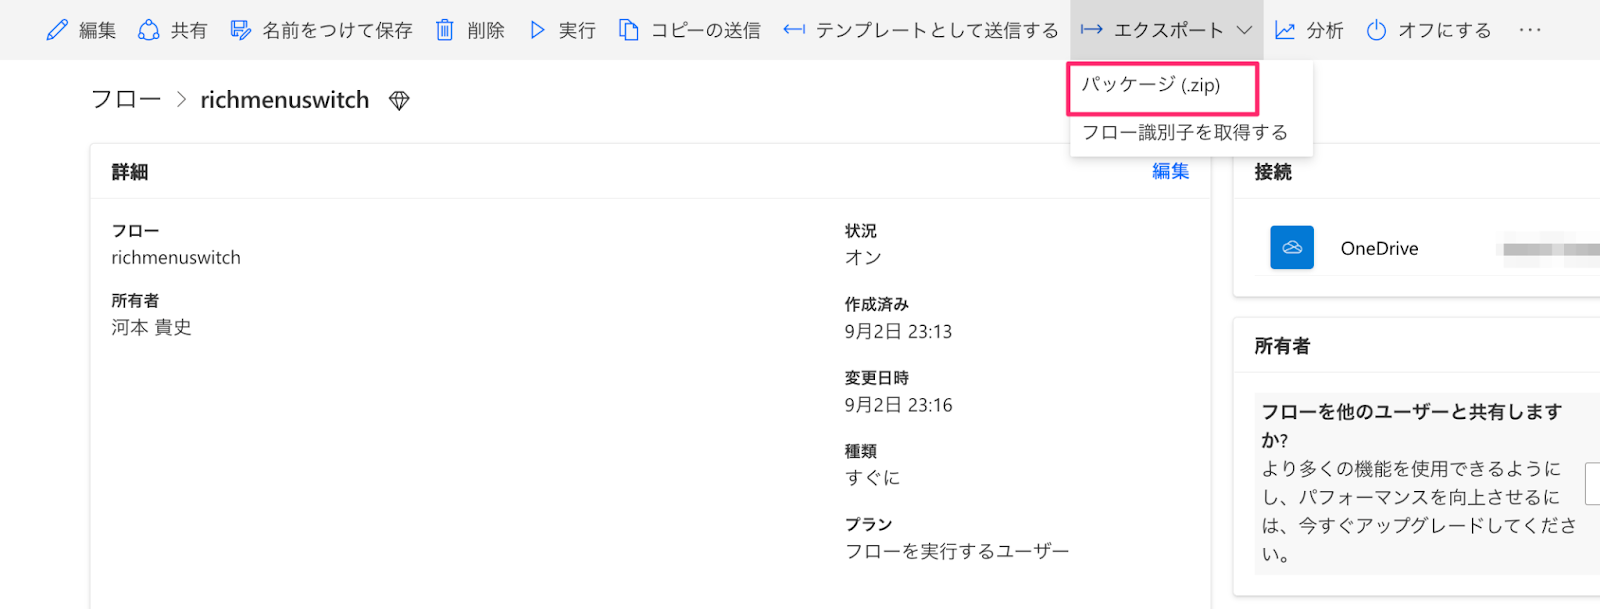 編集 共有 名前をつけて保存 削除 実行 コピーの送信 テンプレートとして送信する エクスポート 分析 オフにする ···
パッケージ (.zip)
フロー識別子を取得する
フロー > richmenuswitch
詳細 編集
フロー
richmenuswitch
所有者
河本 貴史
状況
オン
作成済み
9月2日 23:13
変更日時
9月2日 23:16
種類
すぐに
プラン
フローを実行するユーザー
接続
OneDrive
所有者
フローを他のユーザーと共有します
か?
より多くの機能を使用できるように
し、パフォーマンスを向上させるに
は、今すぐアップグレードしてくださ
い。